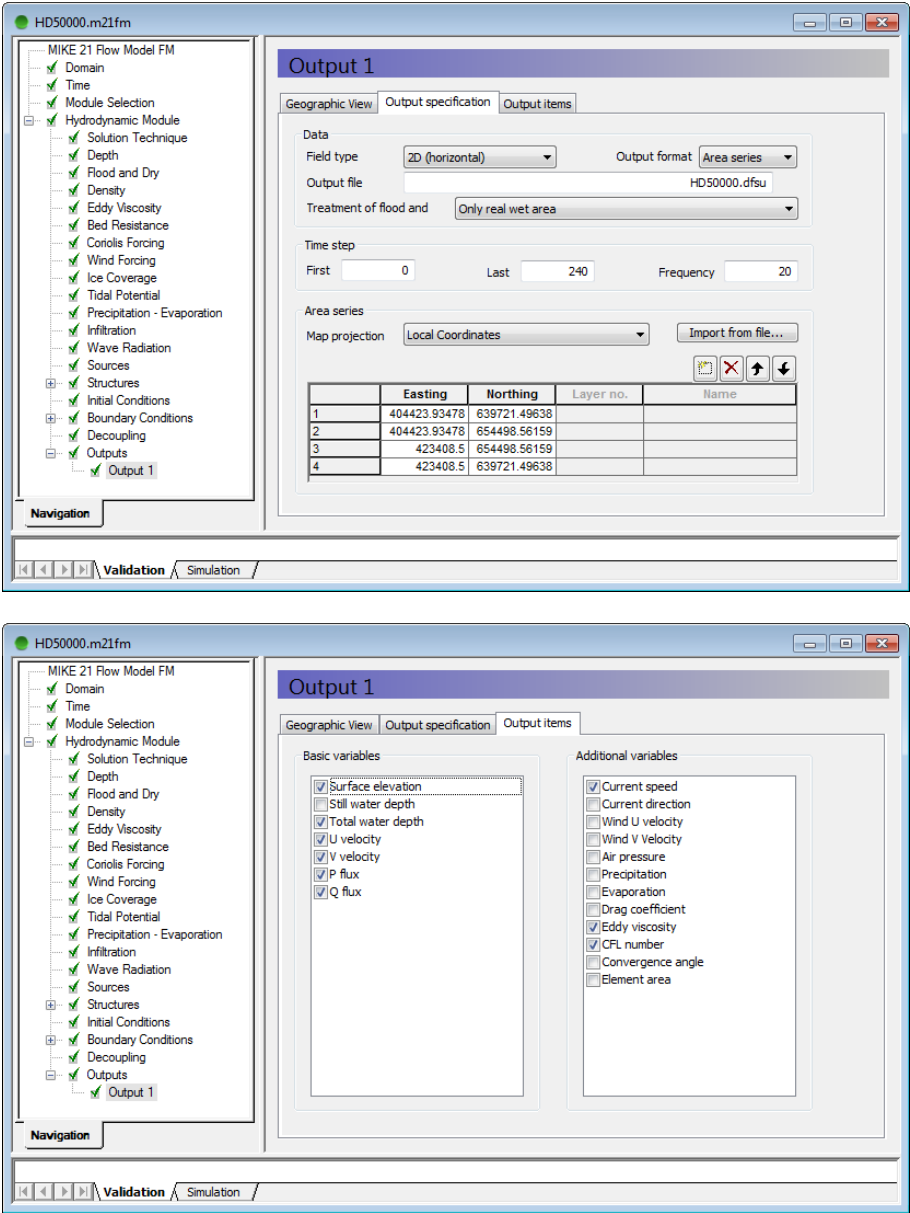 HD50000.m21fm
MIKE 21 Flow Model FM
Domain
Time
Module Selection
Hydrodynamic Module
Solution Technique
Depth
Flood and Dry
Density
Eddy Viscosity
Bed Resistance
Coriolis Forcing
Wind Forcing
Ice Coverage
Tidal Potential
Precipitation - Evaporation
Infiltration
Wave Radiation
Sources
Structures
Initial Conditions
Boundary Conditions
Decoupling
Outputs
Output 1
Navigation
Output 1
Geographic View Output specification Output items
Data
Field type 2D (horizontal) Output format Area series
Output file HD50000.dfsu
Treatment of flood and Only real wet area
Time step
First 0 Last 240 Frequency 20
Area series
Map projection Local Coordinates Import from file...
Easting Northing Layer no. Name
1 404423.93478 639721.49638
2 404423.93478 654498.56159
3 423408.5 654498.56159
4 423408.5 639721.49638
Validation Simulation
HD50000.m21fm
MIKE 21 Flow Model FM
Domain
Time
Module Selection
Hydrodynamic Module
Solution Technique
Depth
Flood and Dry
Density
Eddy Viscosity
Bed Resistance
Coriolis Forcing
Wind Forcing
Ice Coverage
Tidal Potential
Precipitation - Evaporation
Infiltration
Wave Radiation
Sources
Structures
Initial Conditions
Boundary Conditions
Decoupling
Outputs
Output 1
Navigation
Output 1
Geographic View Output specification Output items
Basic variables
Surface elevation
Still water depth
Total water depth
U velocity
V velocity
P flux
Q flux
Additional variables
Current speed
Current direction
Wind U velocity
Wind V Velocity
Air pressure
Precipitation
Evaporation
Drag coefficient
Eddy viscosity
CFL number
Convergence angle
Element area
Validation Simulation